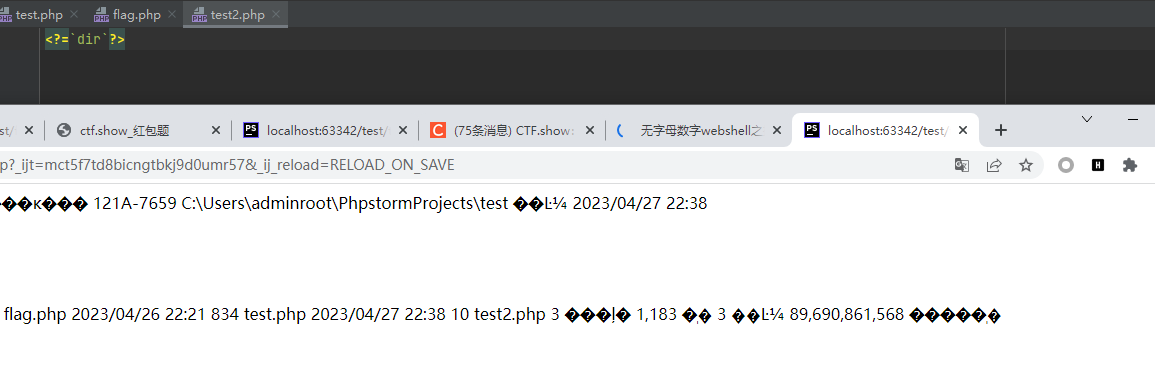 test.php
flag.php
test2.php
<?=`dir`?>
st/
ctf.show_红包题
localhost:63342/test/
(75条消息) CTF.show:
无字母数字webshell之
localhost:63342/test/
p?_ijt=mct5f7td8bicngtbkj9d0umr57&_ij_reload=RELOAD_ON_SAVE
��к��� 121A-7659 C:\Users\adminroot\PhpstormProjects\test ��Ŀ¼ 2023/04/27 22:38
flag.php 2023/04/26 22:21 834 test.php 2023/04/27 22:38 10 test2.php 3 1,183 3 ��Ŀ¼ 89,690,861,568